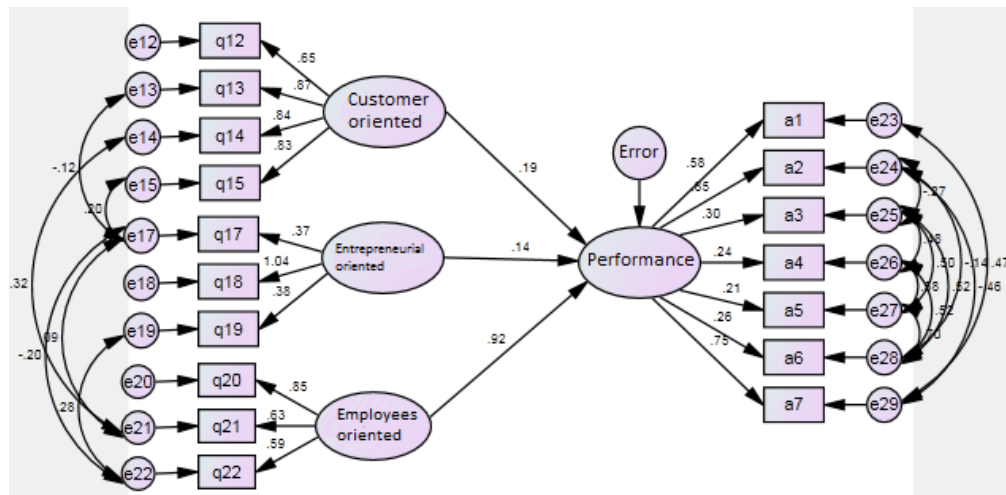 e12 q12
.65
e13 q13
.87
Customer
oriented
e14 q14
.84
.83
-.12
e15 q15
.20
e17 q17
.37
Entrepreneurial
oriented
e18 q18
1.04
.38
.32
e19 q19
.09
-.20
e20 q20
.85
.28
e21 q21
.63
Employees
oriented
.59
e22 q22
.19
.14
.92
Error
Performance
.58
a1 e23
a2 e24
-.27
.30
a3 e25
.24
a4 e26
.50
-.14
.47
.21
a5 e27
.52
-.46
.26
a6 e28
.75
a7 e29